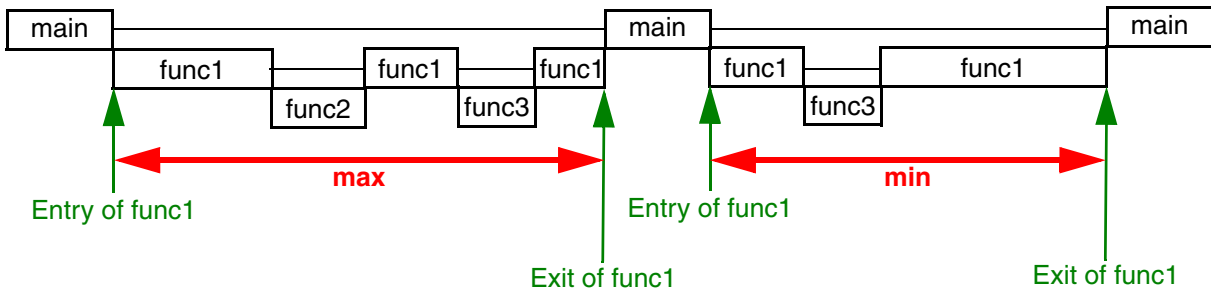 main main main
func1 func1 func1 func1 func1
func2 func3 func3
max min
Entry of func1 Entry of func1
Exit of func1 Exit of func1